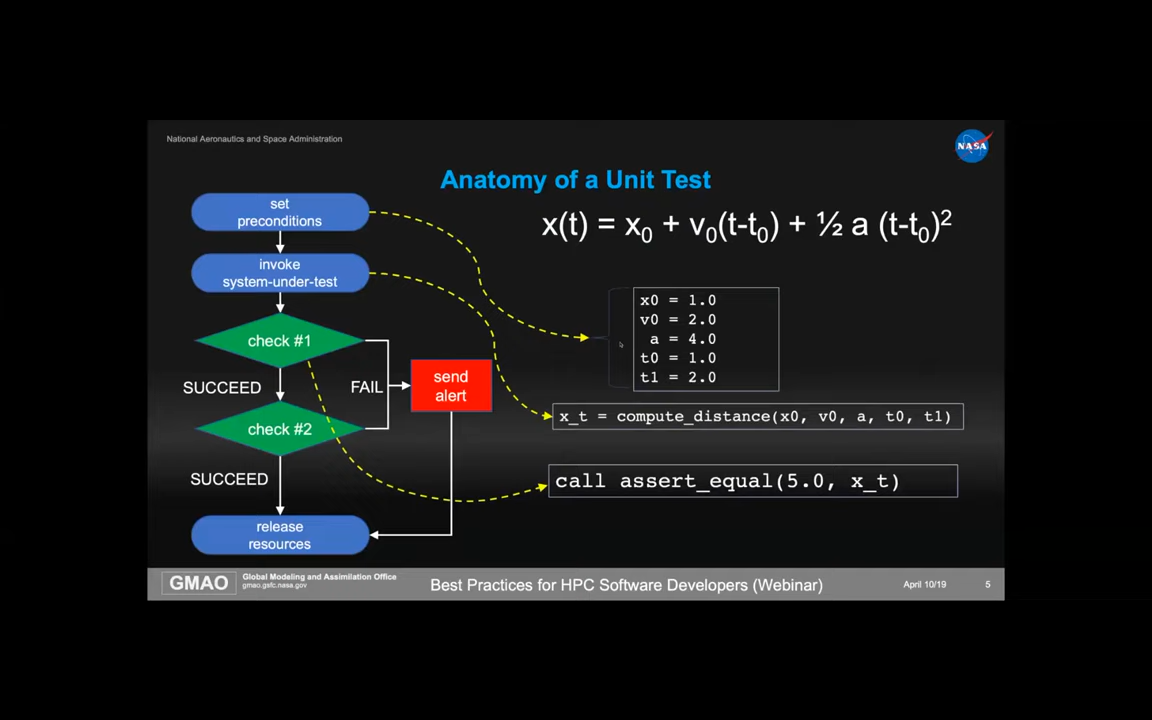 National Aeronautics and Space Administration
NASA
Anatomy of a Unit Test
x(t) = x₀ + v₀(t-t₀) + ½ a (t-t₀)²
set
preconditions
invoke
system-under-test
check #1
SUCCEED
FAIL
send
alert
check #2
SUCCEED
release
resources
x0 = 1.0
v0 = 2.0
a = 4.0
t0 = 1.0
t1 = 2.0
x_t = compute_distance(x0, v0, a, t0, t1)
call assert_equal(5.0, x_t)
GMAO
Global Modeling and Assimilation Office
gmao.gsfc.nasa.gov
Best Practices for HPC Software Developers (Webinar)
April 10/19
5